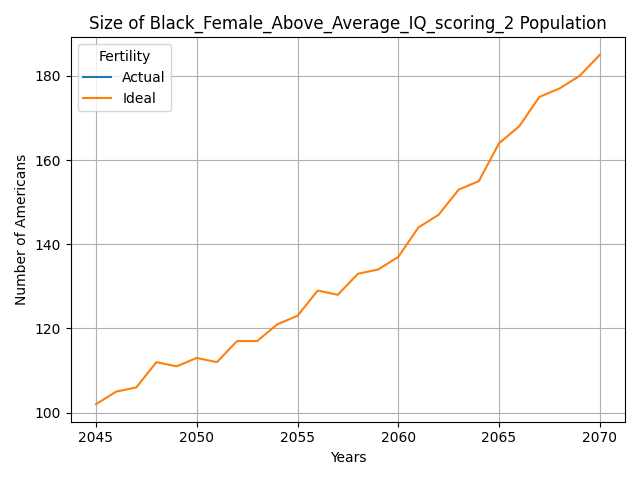 Size of Black_Female_Above_Average_IQ_scoring_2 Population
Fertility
Actual
Ideal
180
160
140
120
100
Number of Americans
2045
2050
2055
2060
2065
2070
Years